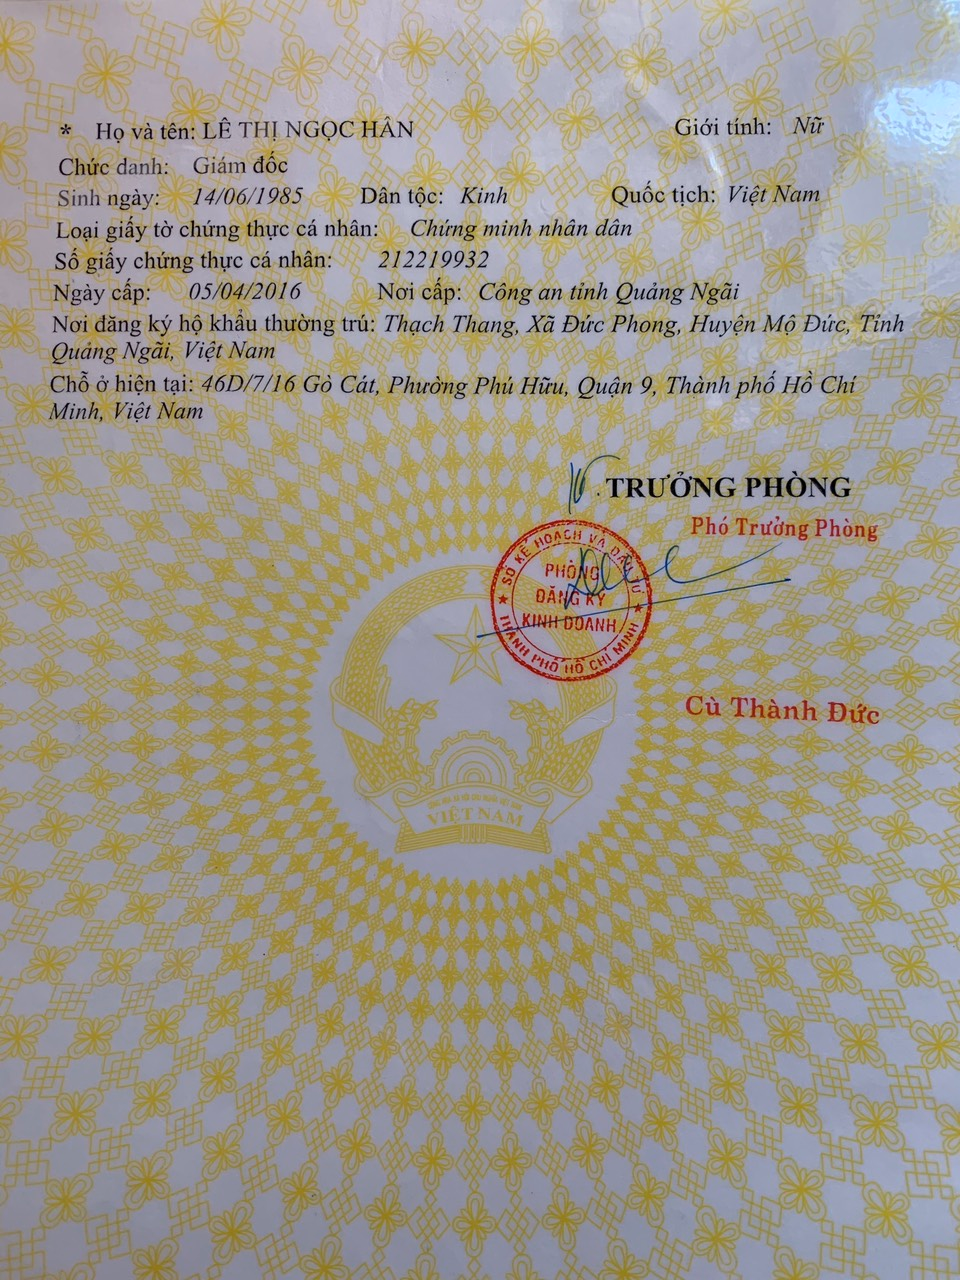 * Họ và tên: LÊ THỊ NGỌC HÂN Giới tính: Nữ
Chức danh: Giám đốc
Sinh ngày: 14/06/1985 Dân tộc: Kinh Quốc tịch: Việt Nam
Loại giấy tờ chứng thực cá nhân: Chứng minh nhân dân
Số giấy chứng thực cá nhân: 212219932
Ngày cấp: 05/04/2016 Nơi cấp: Công an tỉnh Quảng Ngãi
Nơi đăng ký hộ khẩu thường trú: Thạch Thang, Xã Đức Phong, Huyện Mộ Đức, Tỉnh
Quảng Ngãi, Việt Nam
Chỗ ở hiện tại: 46D/7/16 Gò Cát, Phường Phú Hữu, Quận 9, Thành phố Hồ Chí
Minh, Việt Nam
TRƯỞNG PHÒNG
Phó Trưởng Phòng
SỞ KẾ HOẠCH VÀ ĐẦU TƯ
PHÒNG
ĐĂNG KÝ
KINH DOANH
THÀNH PHỐ HỒ CHÍ MINH
Cù Thành Đức
VIỆT NAM